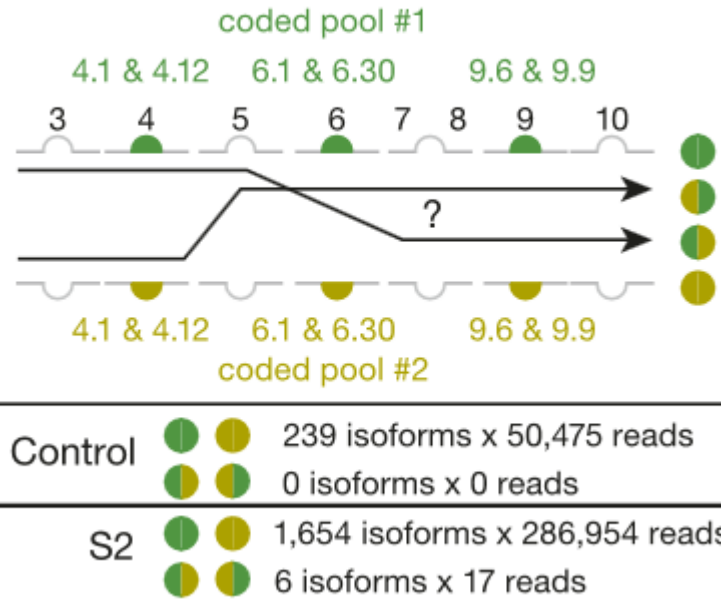 coded pool #1
4.1 & 4.12 6.1 & 6.30 9.6 & 9.9
3 4 5 6 7 8 9 10
?
4.1 & 4.12 6.1 & 6.30 9.6 & 9.9
coded pool #2
Control
239 isoforms x 50,475 reads
0 isoforms x 0 reads
S2
1,654 isoforms x 286,954 reads
6 isoforms x 17 reads